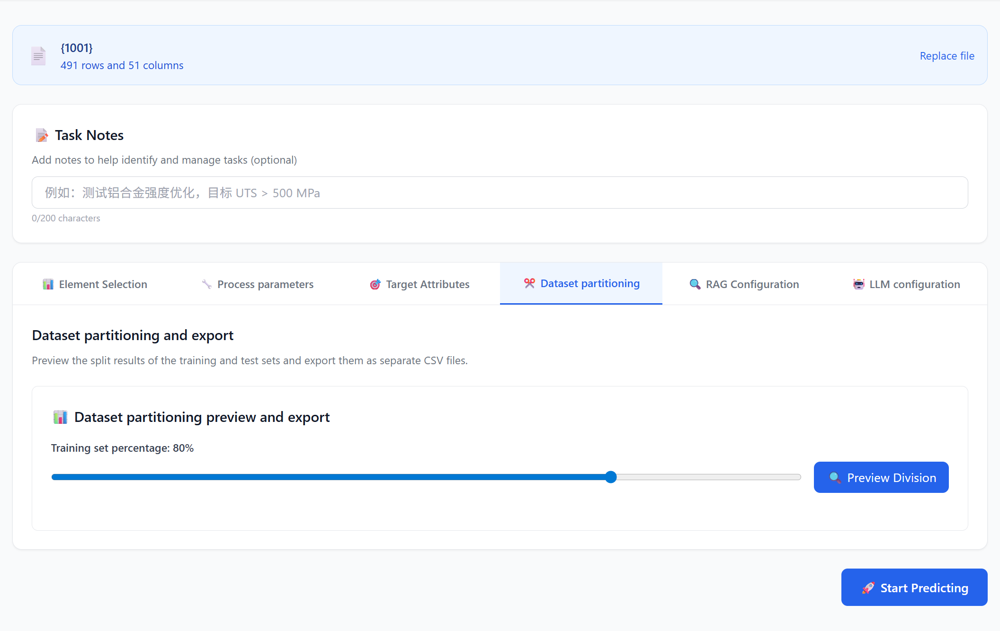 {1001}
491 rows and 51 columns
Replace file
Task Notes
Add notes to help identify and manage tasks (optional)
例如：测试铝合金强度优化，目标 UTS > 500 MPa
0/200 characters
Element Selection
Process parameters
Target Attributes
Dataset partitioning
RAG Configuration
LLM configuration
Dataset partitioning and export
Preview the split results of the training and test sets and export them as separate CSV files.
Dataset partitioning preview and export
Training set percentage: 80%
Preview Division
Start Predicting